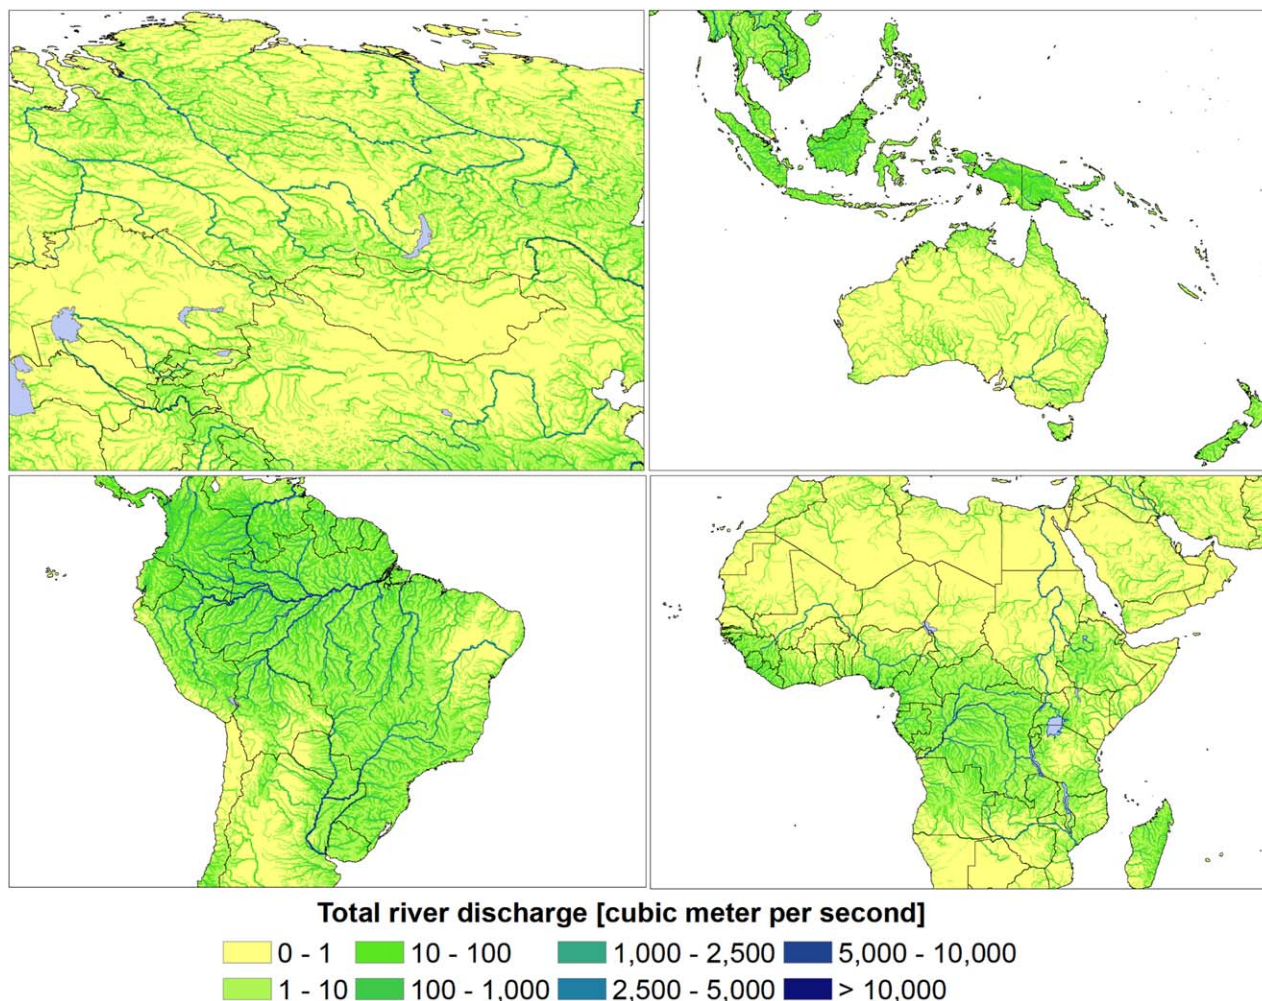 Total river discharge [cubic meter per second]
0 - 1 10 - 100 1,000 - 2,500 5,000 - 10,000
1 - 10 100 - 1,000 2,500 - 5,000 > 10,000